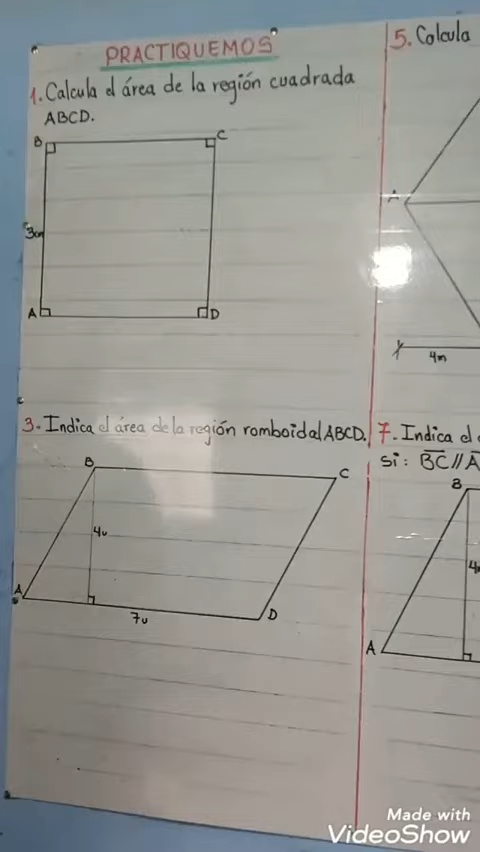 PRACTIQUEMOS
1. Calcula el área de la región cuadrada
ABCD.
B
C
3cm
A
D
3. Indica el área de la región romboidal ABCD.
B
C
4u
A
7u
D
5. Calcula
A
4m
7. Indica el
si: BC // A
B
A
Made with
VideoShow